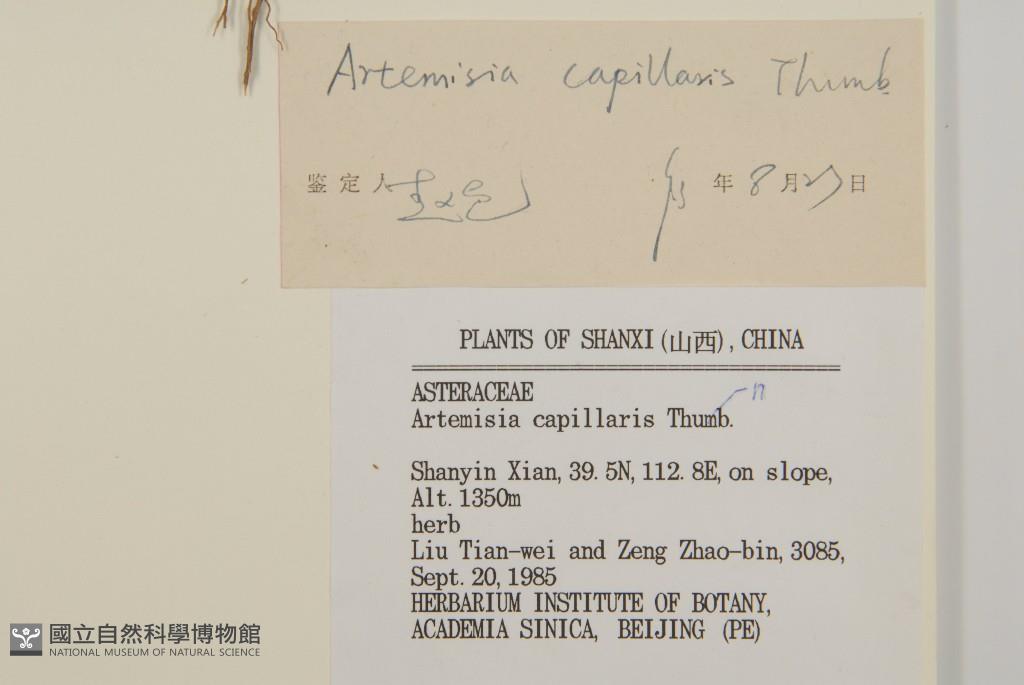 Artemisia capillaris Thumb.
鉴定人 年8月27日
PLANTS OF SHANXI(山西), CHINA
ASTERACEAE
n
Artemisia capillaris Thumb.
Shanyin Xian, 39.5N, 112.8E, on slope,
Alt. 1350m
herb
Liu Tian-wei and Zeng Zhao-bin, 3085,
Sept. 20, 1985
HERBARIUM INSTITUTE OF BOTANY,
ACADEMIA SINICA, BEIJING (PE)
國立自然科學博物館
NATIONAL MUSEUM OF NATURAL SCIENCE